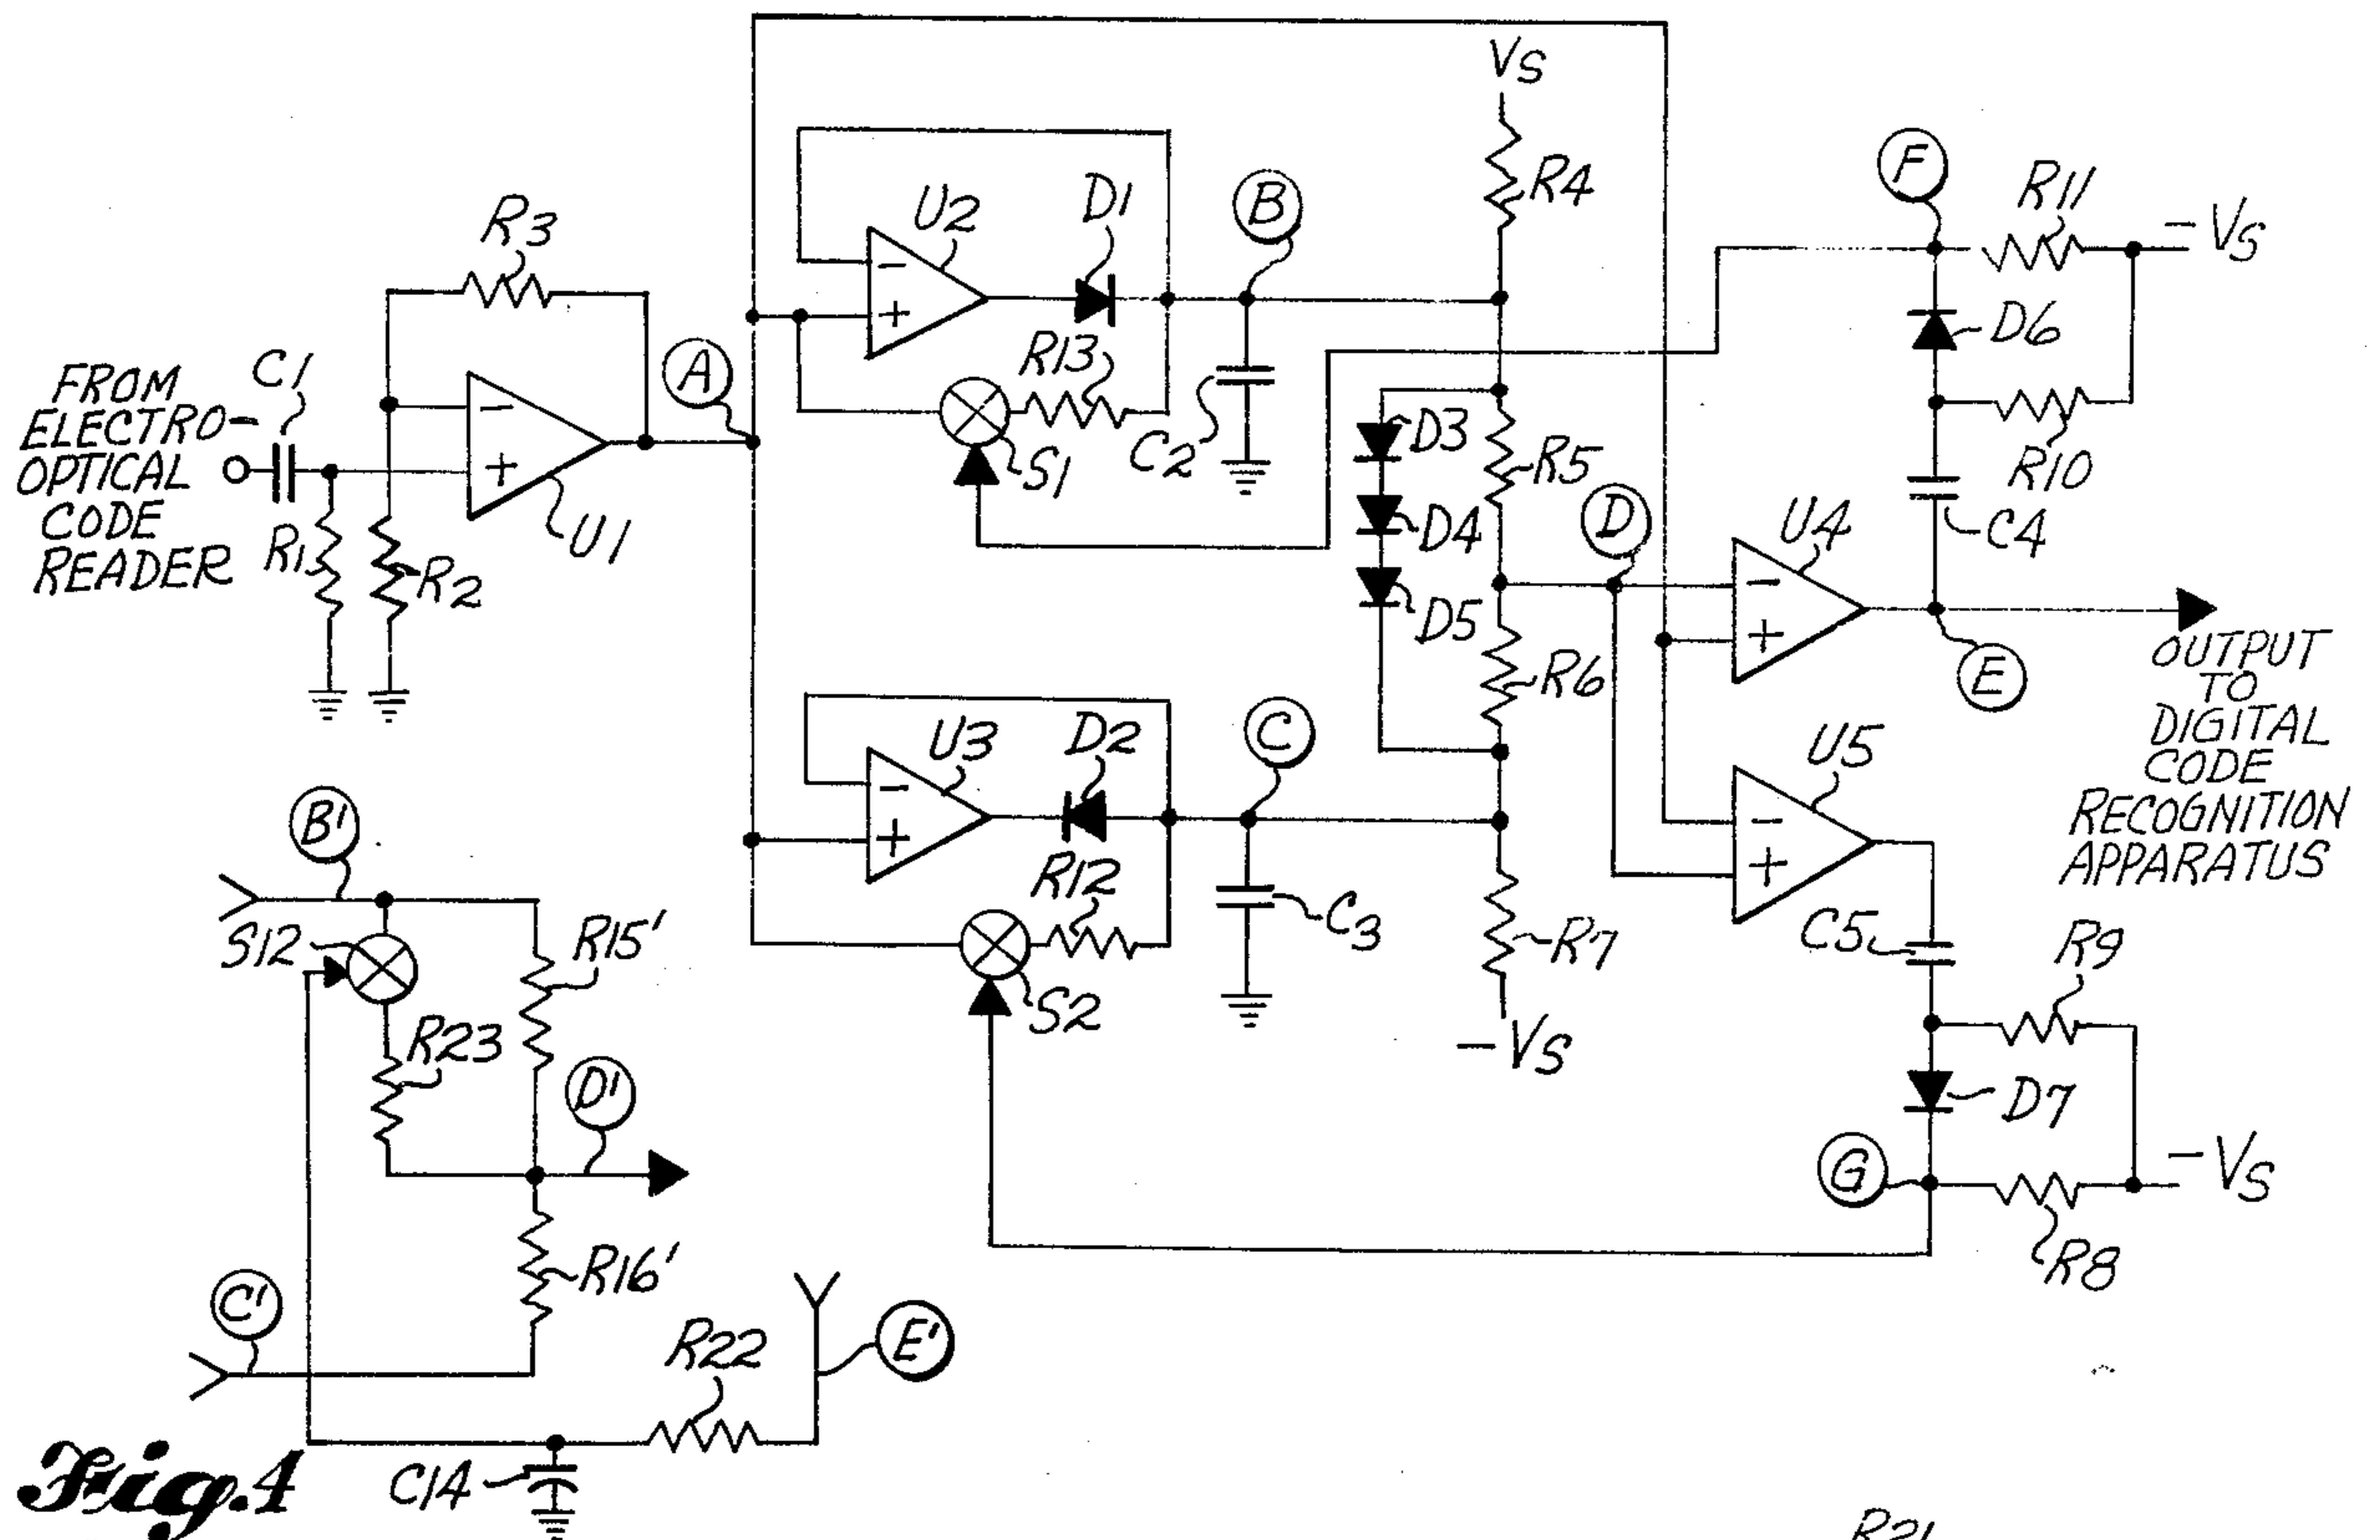 FROM
ELECTRO-
OPTICAL
CODE
READER
C1
R1
R2
R3
-
+
U1
A
U2
-
+
D1
B
R13
S1
C2
VS
R4
D3
D4
D5
R5
R6
D
F
R11
- VS
D6
R10
C4
U4
-
+
E
OUTPUT
TO
DIGITAL
CODE
RECOGNITION
APPARATUS
U3
-
+
D2
C
R12
S2
C3
R7
-VS
U5
-
+
C5
R9
D7
G
- VS
R8
B'
S12
R15'
R23
D'
R16'
C'
R22
E'
C14
Fig.4
R21